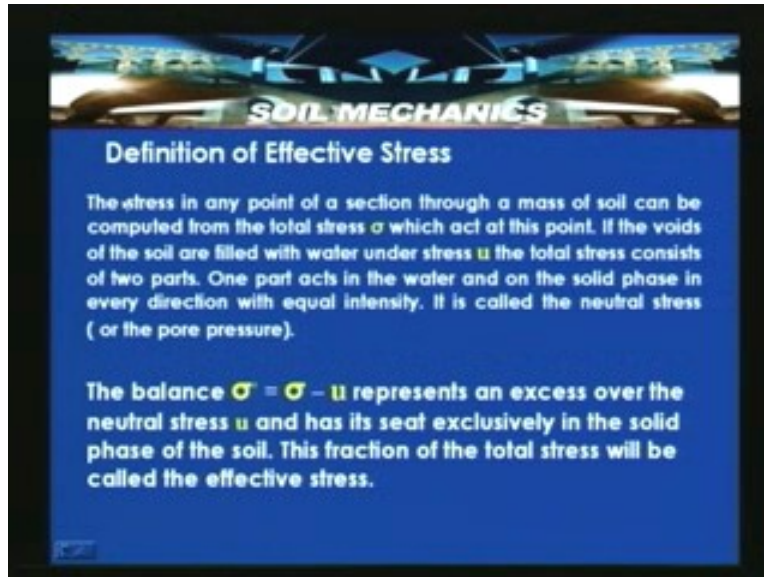 SOIL MECHANICS
Definition of Effective Stress
The stress in any point of a section through a mass of soil can be
computed from the total stress σ which act at this point. If the voids
of the soil are filled with water under stress u the total stress consists
of two parts. One part acts in the water and on the solid phase in
every direction with equal intensity. It is called the neutral stress
( or the pore pressure).
The balance σ' = σ – u represents an excess over the
neutral stress u and has its seat exclusively in the solid
phase of the soil. This fraction of the total stress will be
called the effective stress.